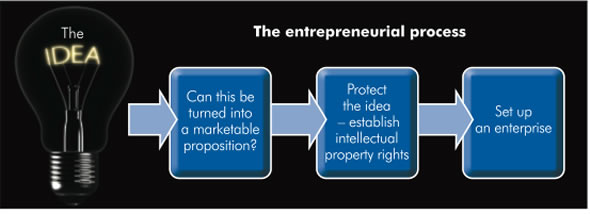 The
IDEA
The entrepreneurial process
Can this be
turned into
a marketable
proposition?
Protect
the idea
– establish
intellectual
property rights
Set up
an enterprise